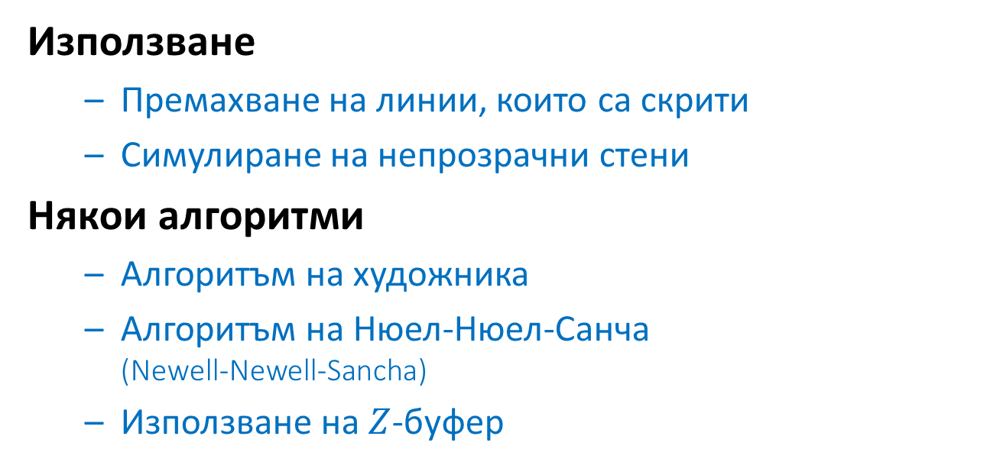 Използване
– Премахване на линии, които са скрити
– Симулиране на непрозрачни стени
Някои алгоритми
– Алгоритъм на художника
– Алгоритъм на Нюел-Нюел-Санча
(Newell-Newell-Sancha)
– Използване на Z-буфер